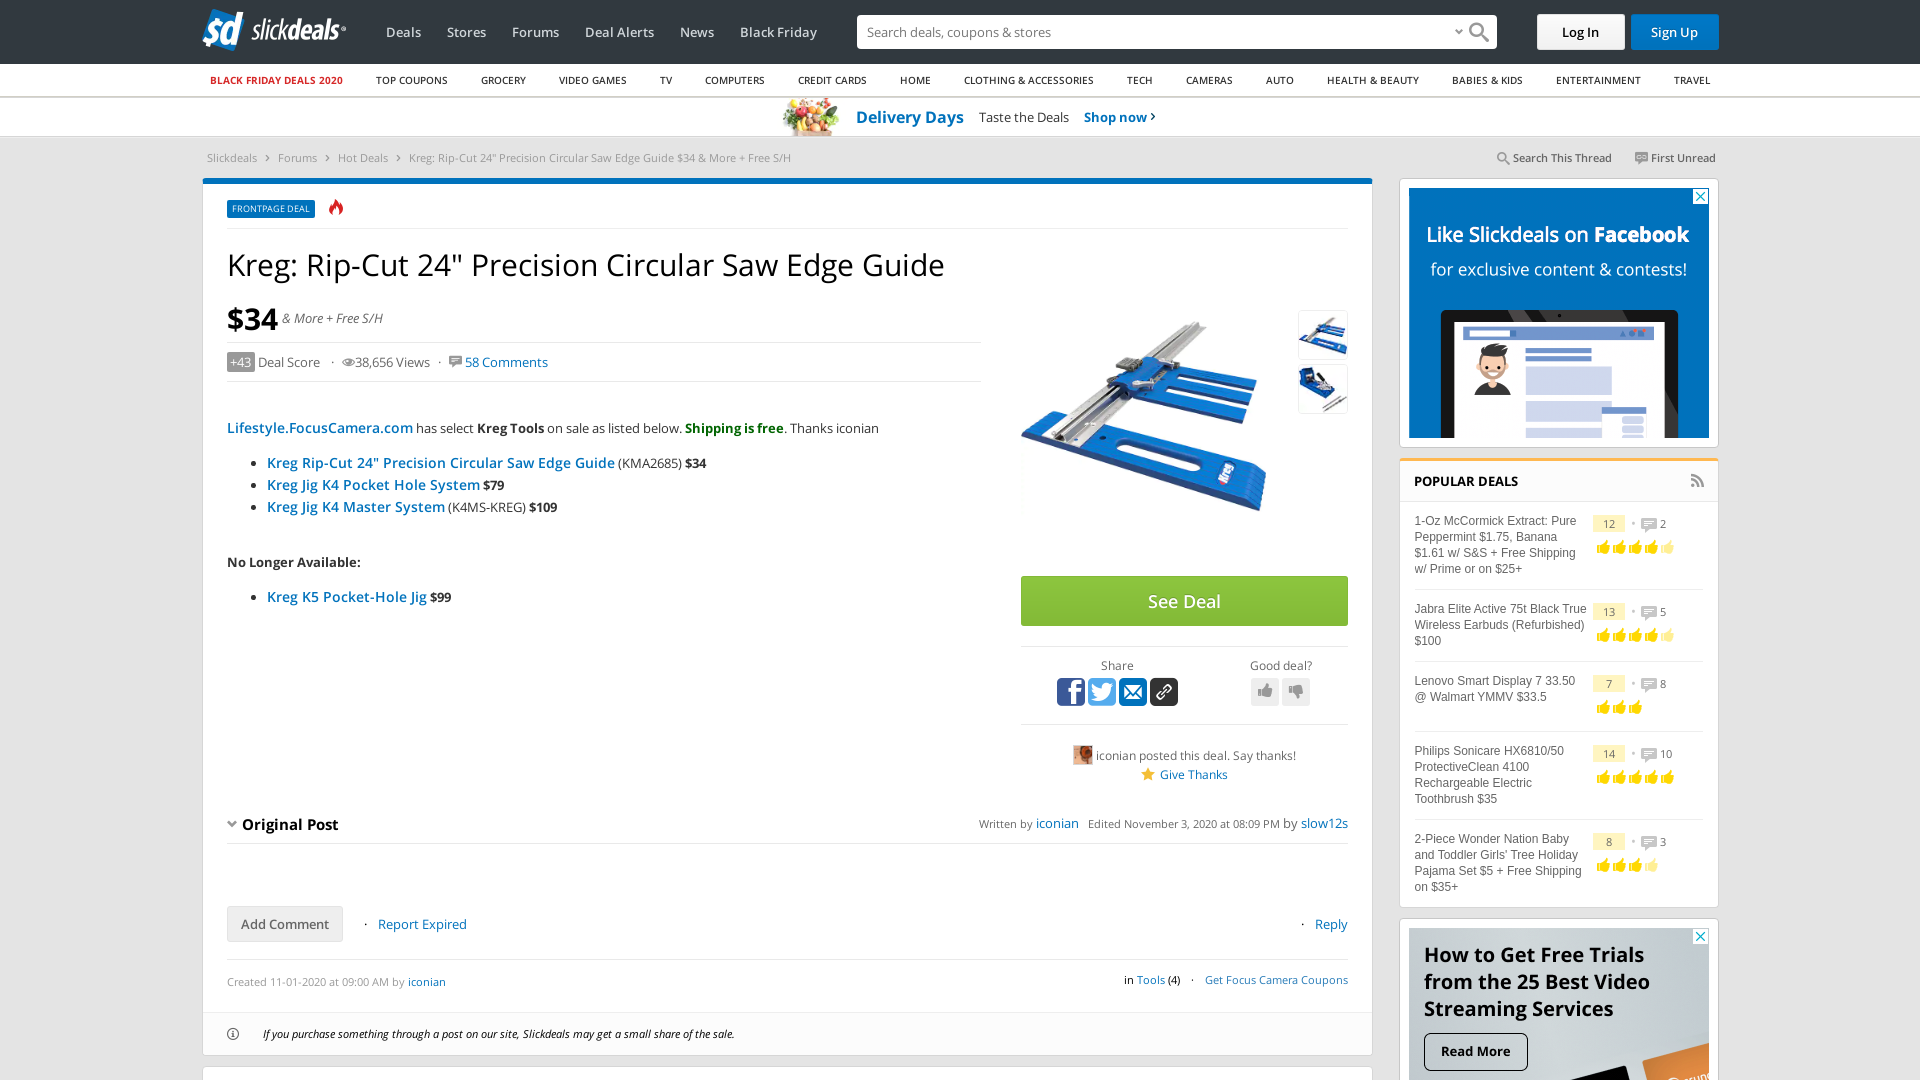 sd slickdeals
Deals Stores Forums Deal Alerts News Black Friday
Search deals, coupons & stores
Log In
Sign Up
BLACK FRIDAY DEALS 2020 TOP COUPONS GROCERY VIDEO GAMES TV COMPUTERS CREDIT CARDS HOME CLOTHING & ACCESSORIES TECH CAMERAS AUTO HEALTH & BEAUTY BABIES & KIDS ENTERTAINMENT TRAVEL
Delivery Days Taste the Deals Shop now ›
Slickdeals › Forums › Hot Deals › Kreg: Rip-Cut 24" Precision Circular Saw Edge Guide $34 & More + Free S/H
Search This Thread First Unread
FRONTPAGE DEAL
Kreg: Rip-Cut 24" Precision Circular Saw Edge Guide
$34 & More + Free S/H
+43 Deal Score · 38,656 Views · 58 Comments
Lifestyle.FocusCamera.com has select Kreg Tools on sale as listed below. Shipping is free. Thanks iconian
• Kreg Rip-Cut 24" Precision Circular Saw Edge Guide (KMA2685) $34
• Kreg Jig K4 Pocket Hole System $79
• Kreg Jig K4 Master System (K4MS-KREG) $109
No Longer Available:
• Kreg K5 Pocket-Hole Jig $99
Kreg
See Deal
Share
Good deal?
iconian posted this deal. Say thanks!
Give Thanks
Original Post
Written by iconian Edited November 3, 2020 at 08:09 PM by slow12s
Add Comment · Report Expired
· Reply
Created 11-01-2020 at 09:00 AM by iconian
in Tools (4) · Get Focus Camera Coupons
If you purchase something through a post on our site, Slickdeals may get a small share of the sale.
Like Slickdeals on Facebook
for exclusive content & contests!
POPULAR DEALS
1-Oz McCormick Extract: Pure
Peppermint $1.75, Banana
$1.61 w/ S&S + Free Shipping
w/ Prime or on $25+
12 • 2
Jabra Elite Active 75t Black True
Wireless Earbuds (Refurbished)
$100
13 • 5
Lenovo Smart Display 7 33.50
@ Walmart YMMV $33.5
7 • 8
Philips Sonicare HX6810/50
ProtectiveClean 4100
Rechargeable Electric
Toothbrush $35
14 • 10
2-Piece Wonder Nation Baby
and Toddler Girls' Tree Holiday
Pajama Set $5 + Free Shipping
on $35+
8 • 3
How to Get Free Trials
from the 25 Best Video
Streaming Services
Read More